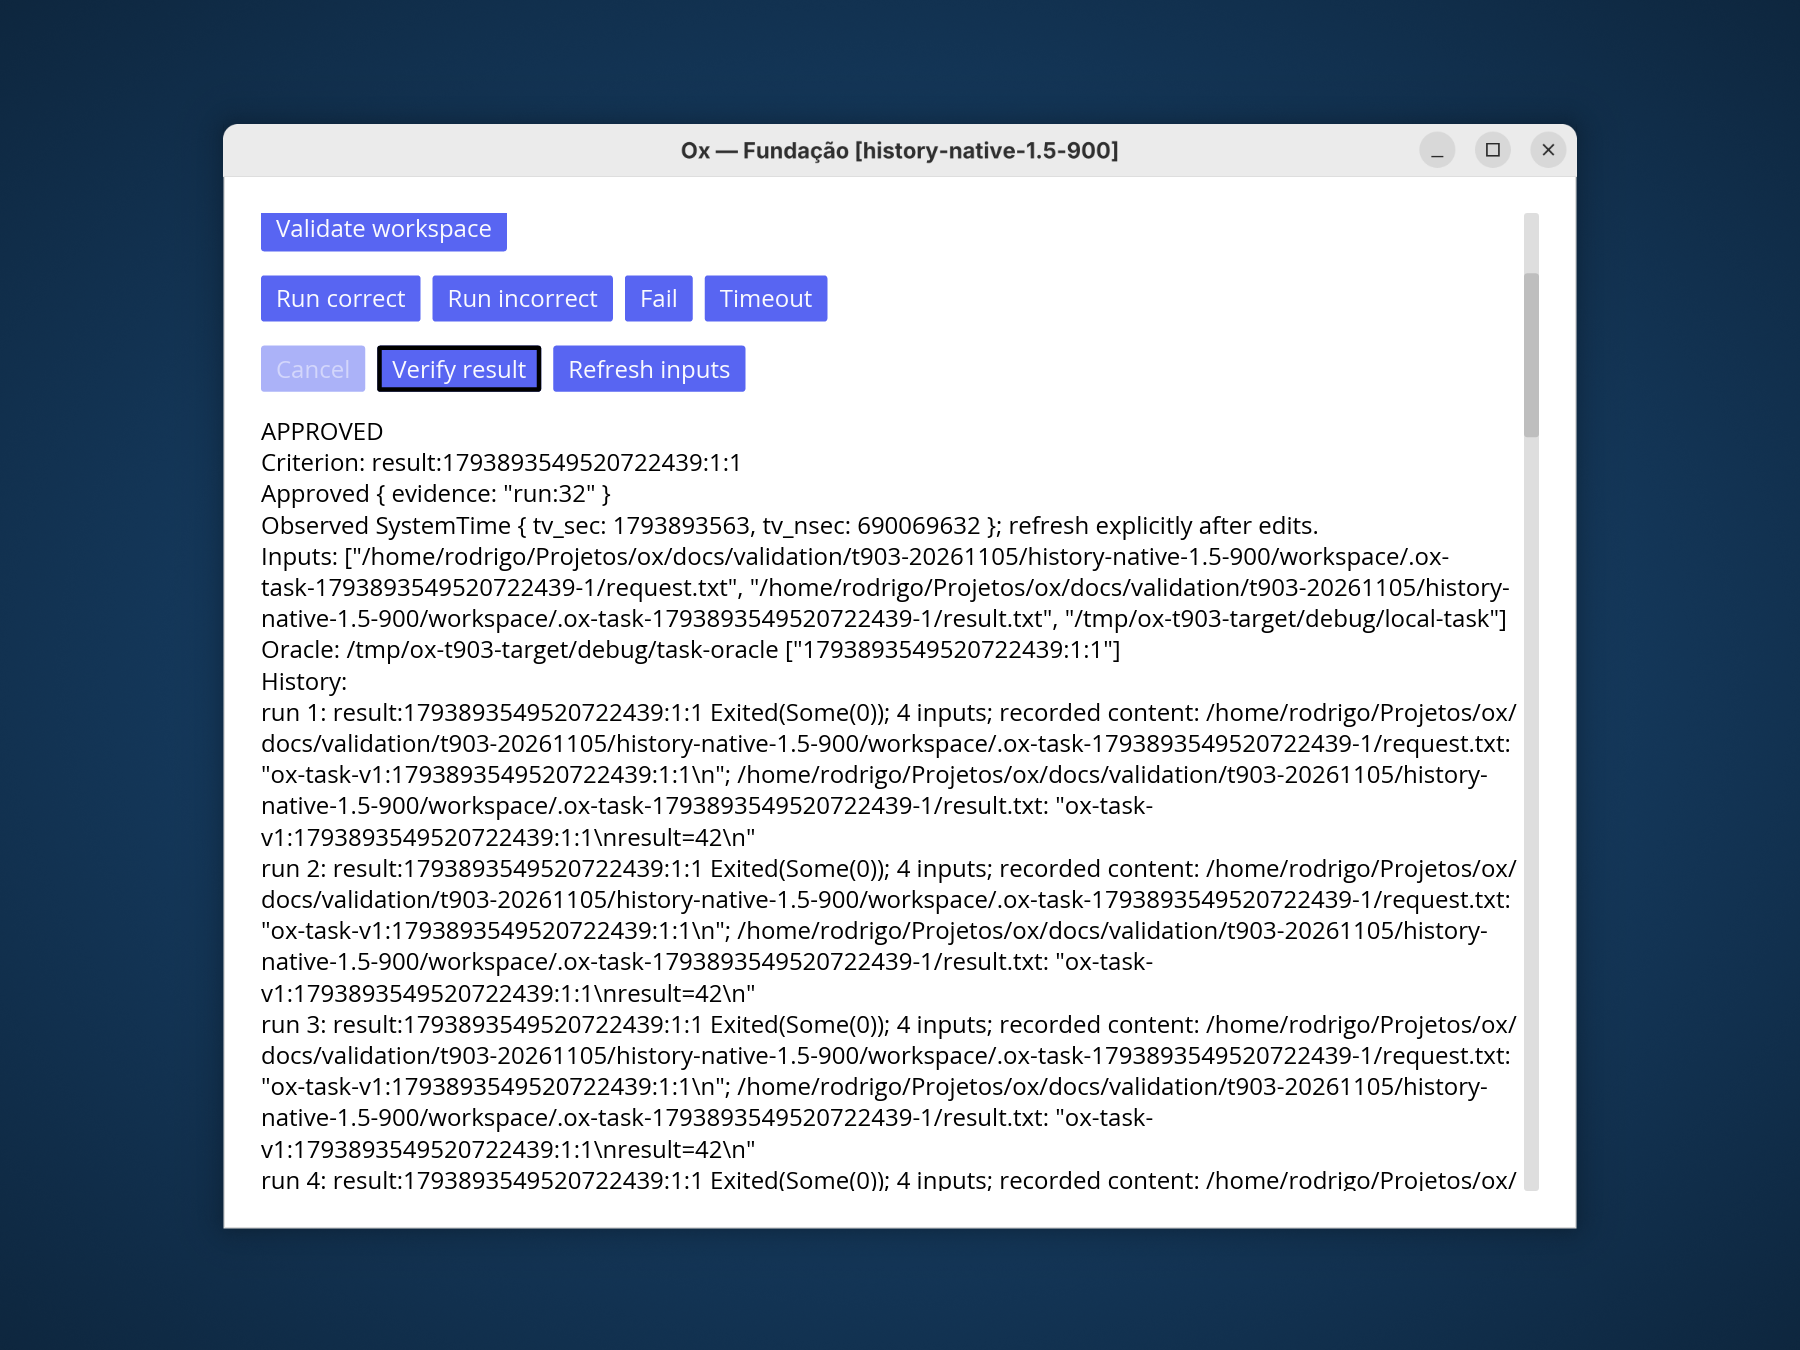 Ox — Fundação [history-native-1.5-900]
Validate workspace
Run correct Run incorrect Fail Timeout
Cancel Verify result Refresh inputs
APPROVED
Criterion: result:1793893549520722439:1:1
Approved { evidence: "run:32" }
Observed SystemTime { tv_sec: 1793893563, tv_nsec: 690069632 }; refresh explicitly after edits.
Inputs: ["/home/rodrigo/Projetos/ox/docs/validation/t903-20261105/history-native-1.5-900/workspace/.ox-
task-1793893549520722439-1/request.txt", "/home/rodrigo/Projetos/ox/docs/validation/t903-20261105/history-
native-1.5-900/workspace/.ox-task-1793893549520722439-1/result.txt", "/tmp/ox-t903-target/debug/local-task"]
Oracle: /tmp/ox-t903-target/debug/task-oracle ["1793893549520722439:1:1"]
History:
run 1: result:1793893549520722439:1:1 Exited(Some(0)); 4 inputs; recorded content: /home/rodrigo/Projetos/ox/
docs/validation/t903-20261105/history-native-1.5-900/workspace/.ox-task-1793893549520722439-1/request.txt:
"ox-task-v1:1793893549520722439:1:1\n"; /home/rodrigo/Projetos/ox/docs/validation/t903-20261105/history-
native-1.5-900/workspace/.ox-task-1793893549520722439-1/result.txt: "ox-task-
v1:1793893549520722439:1:1\nresult=42\n"
run 2: result:1793893549520722439:1:1 Exited(Some(0)); 4 inputs; recorded content: /home/rodrigo/Projetos/ox/
docs/validation/t903-20261105/history-native-1.5-900/workspace/.ox-task-1793893549520722439-1/request.txt:
"ox-task-v1:1793893549520722439:1:1\n"; /home/rodrigo/Projetos/ox/docs/validation/t903-20261105/history-
native-1.5-900/workspace/.ox-task-1793893549520722439-1/result.txt: "ox-task-
v1:1793893549520722439:1:1\nresult=42\n"
run 3: result:1793893549520722439:1:1 Exited(Some(0)); 4 inputs; recorded content: /home/rodrigo/Projetos/ox/
docs/validation/t903-20261105/history-native-1.5-900/workspace/.ox-task-1793893549520722439-1/request.txt:
"ox-task-v1:1793893549520722439:1:1\n"; /home/rodrigo/Projetos/ox/docs/validation/t903-20261105/history-
native-1.5-900/workspace/.ox-task-1793893549520722439-1/result.txt: "ox-task-
v1:1793893549520722439:1:1\nresult=42\n"
run 4: result:1793893549520722439:1:1 Exited(Some(0)); 4 inputs; recorded content: /home/rodrigo/Projetos/ox/